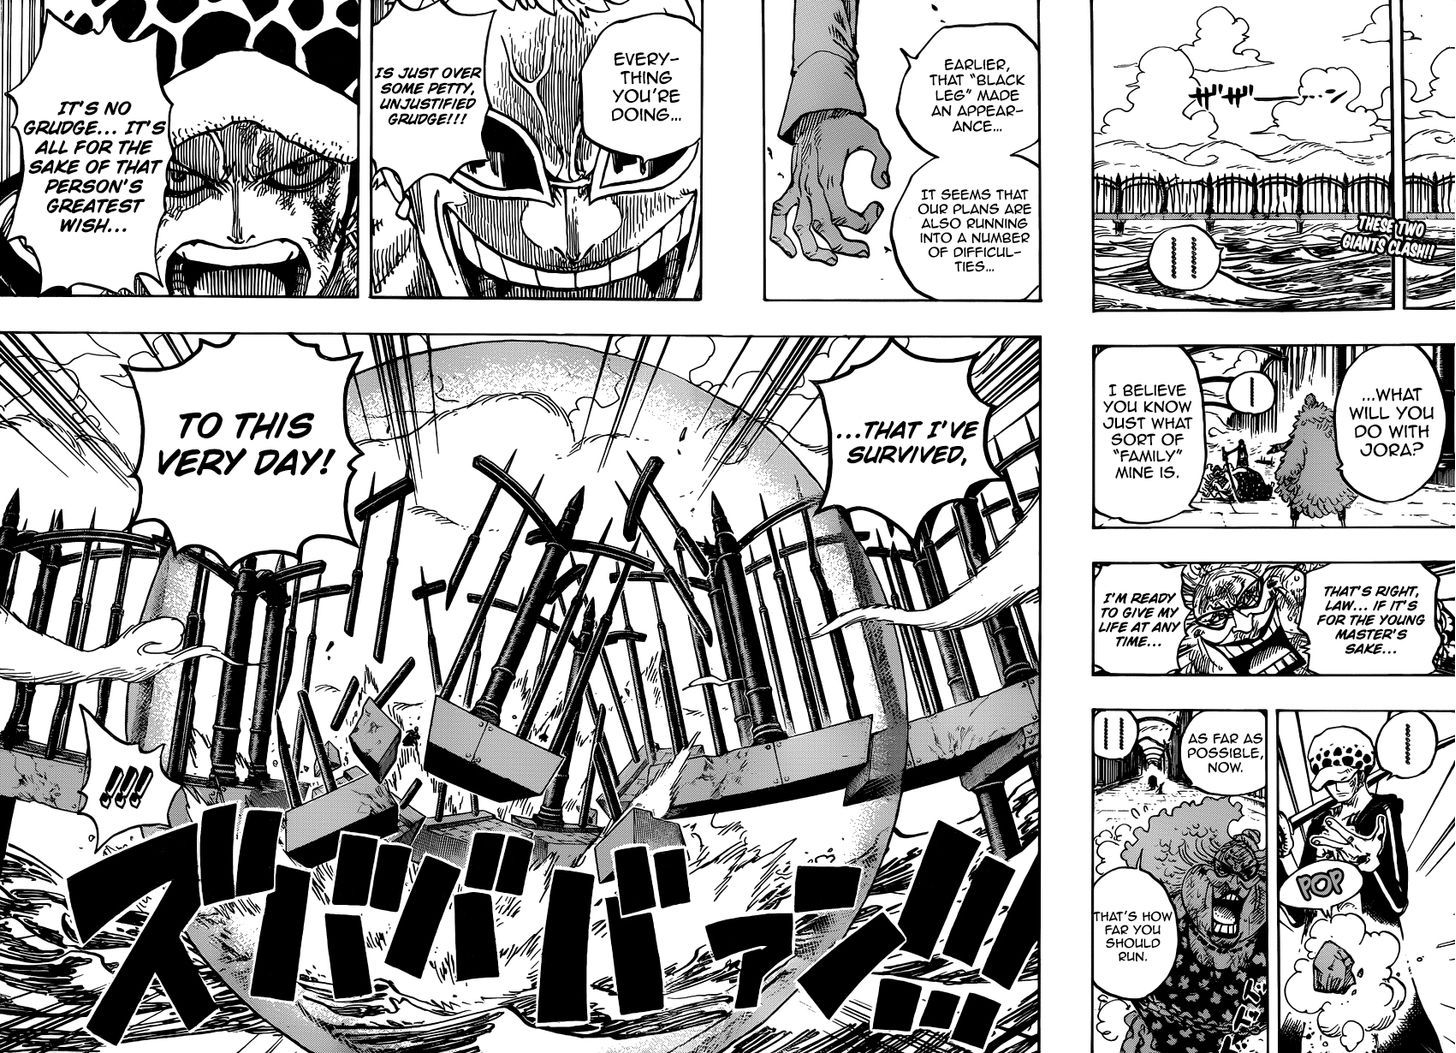 ザザ———…ン
THESE TWO
GIANTS CLASH!!
...WHAT
WILL YOU
DO WITH
JORA?
I BELIEVE
YOU KNOW
JUST WHAT
SORT OF
"FAMILY"
MINE IS.
THAT'S RIGHT,
LAW... IF IT'S
FOR THE YOUNG
MASTER'S
SAKE...
I'M READY
TO GIVE MY
LIFE AT ANY
TIME...
POP
AS FAR AS
POSSIBLE,
NOW.
THAT'S HOW
FAR YOU
SHOULD
RUN.
EARLIER,
THAT "BLACK
LEG" MADE
AN APPEAR-
ANCE...
IT SEEMS THAT
OUR PLANS ARE
ALSO RUNNING
INTO A NUMBER
OF DIFFICUL-
TIES...
EVERY-
THING
YOU'RE
DOING...
IS JUST OVER
SOME PETTY,
UNJUSTIFIED
GRUDGE!!!
IT'S NO
GRUDGE... IT'S
ALL FOR THE
SAKE OF THAT
PERSON'S
GREATEST
WISH...
...THAT I'VE
SURVIVED,
TO THIS
VERY DAY!
!!!
ズバババァン!!!